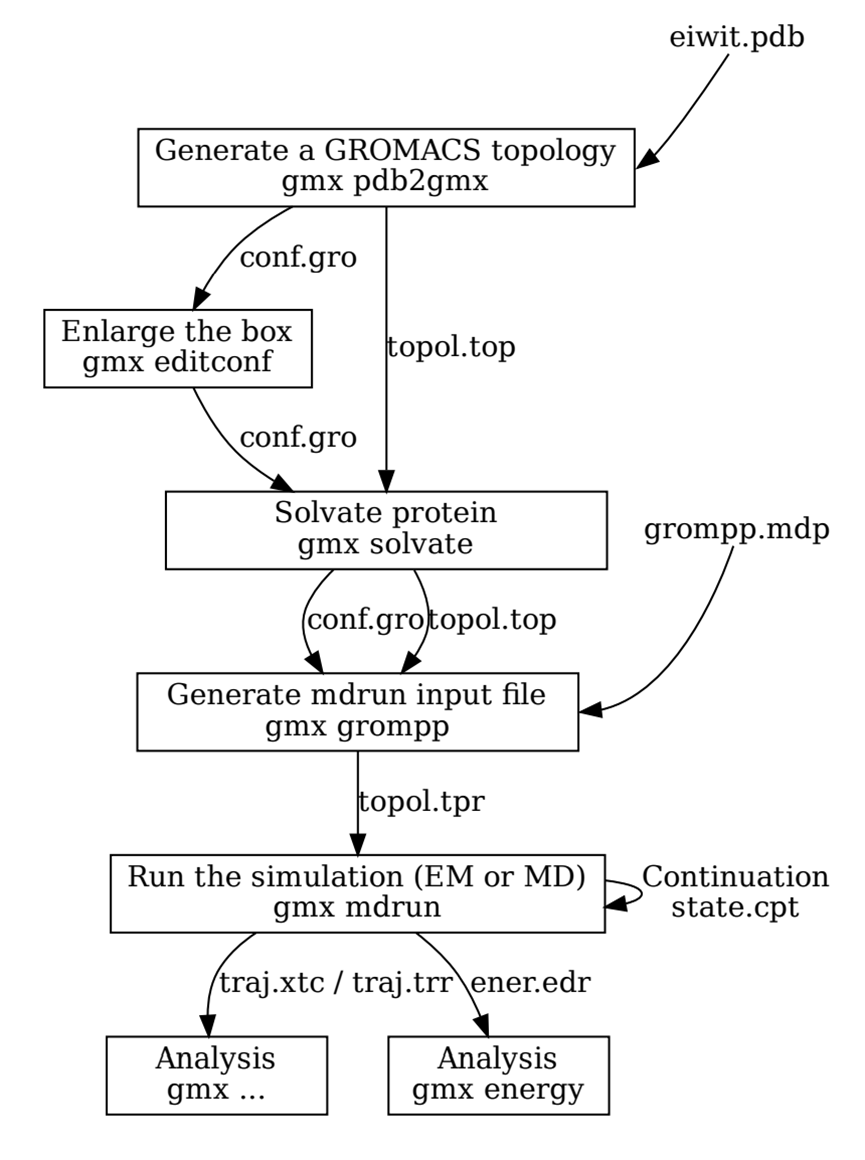 eiwit.pdb
Generate a GROMACS topology
gmx pdb2gmx
conf.gro
Enlarge the box
gmx editconf
topol.top
conf.gro
Solvate protein
gmx solvate
grompp.mdp
conf.gro
topol.top
Generate mdrun input file
gmx grompp
topol.tpr
Run the simulation (EM or MD)
gmx mdrun
Continuation
state.cpt
traj.xtc / traj.trr
ener.edr
Analysis
gmx ...
Analysis
gmx energy